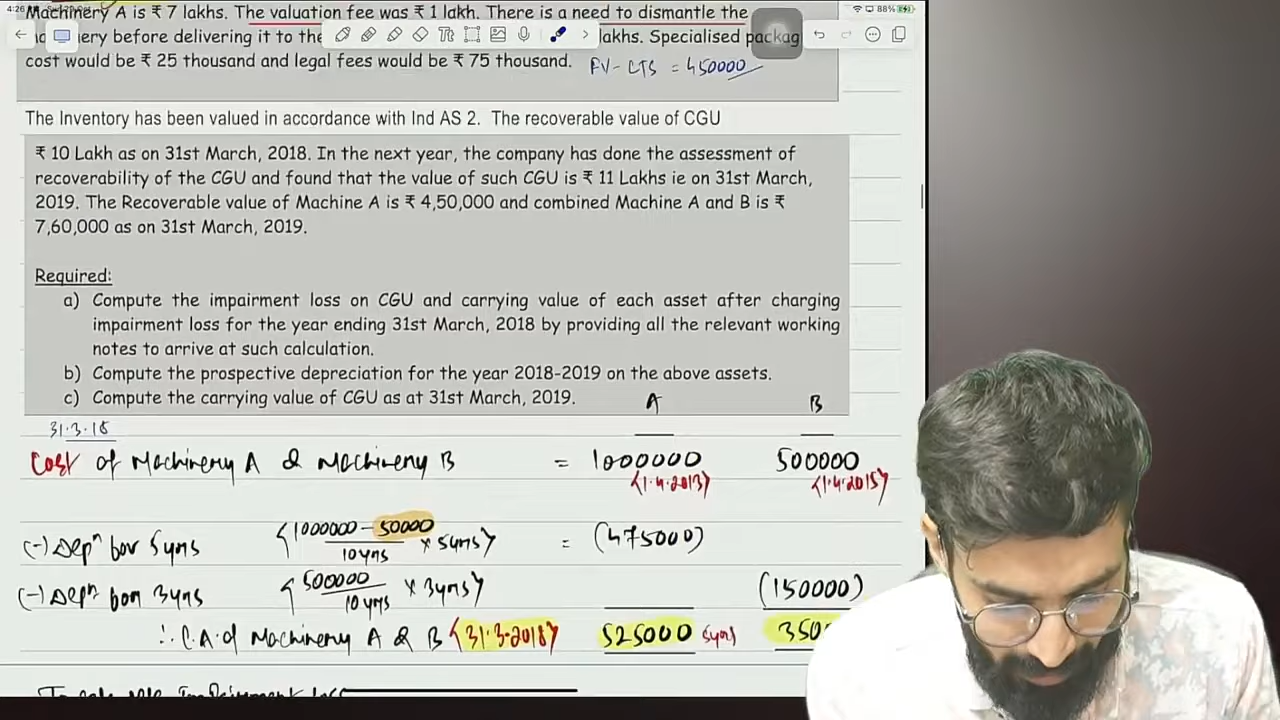 4:26
88%
Machinery A is ₹ 7 lakhs. The valuation fee was ₹ 1 lakh. There is a need to dismantle the
before delivering it to the lakhs. Specialised
cost would be ₹ 25 thousand and legal fees would be ₹ 75 thousand. FV-CTS = 450000
The Inventory has been valued in accordance with Ind AS 2. The recoverable value of CGU
₹ 10 Lakh as on 31st March, 2018. In the next year, the company has done the assessment of
recoverability of the CGU and found that the value of such CGU is ₹ 11 Lakhs ie on 31st March,
2019. The Recoverable value of Machine A is ₹ 4,50,000 and combined Machine A and B is ₹
7,60,000 as on 31st March, 2019.
Required:
a) Compute the impairment loss on CGU and carrying value of each asset after charging
impairment loss for the year ending 31st March, 2018 by providing all the relevant working
notes to arrive at such calculation.
b) Compute the prospective depreciation for the year 2018-2019 on the above assets.
c) Compute the carrying value of CGU as at 31st March, 2019.
A B
31.3.18
Cost of Machinery A & Machinery B = 1000000 500000
{1.4.2013} {1.4.2015}
(-) Depn for 5yrs {1000000 - 50000 / 10yrs × 5yrs} = (475000)
(-) Depn for 3yrs {500000 / 10yrs × 3yrs} (150000)
∴ C.A of Machinery A & B {31.3.2018} 525000 5yrs
Impairment loss